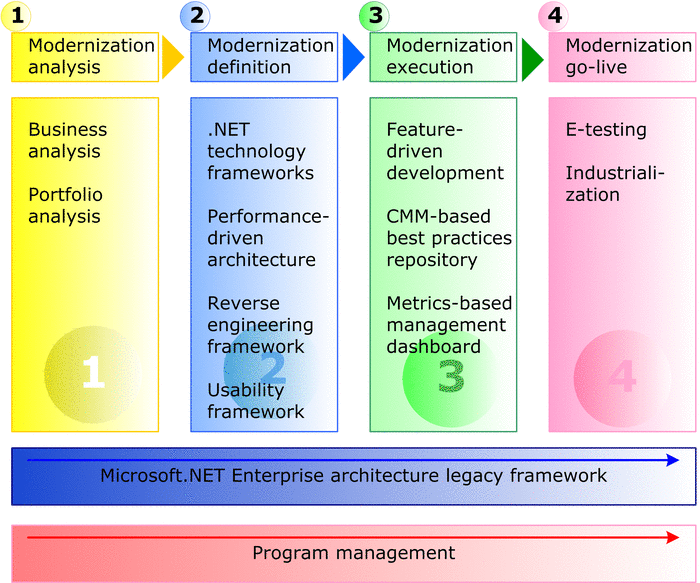 1
Modernization
analysis
2
Modernization
definition
3
Modernization
execution
4
Modernization
go-live
Business
analysis
Portfolio
analysis
1
.NET
technology
frameworks
Performance-
driven
architecture
Reverse
engineering
framework
Usability
framework
2
Feature-
driven
development
CMM-based
best practices
repository
Metrics-based
management
dashboard
3
E-testing
Industriali-
zation
4
Microsoft.NET Enterprise architecture legacy framework
Program management